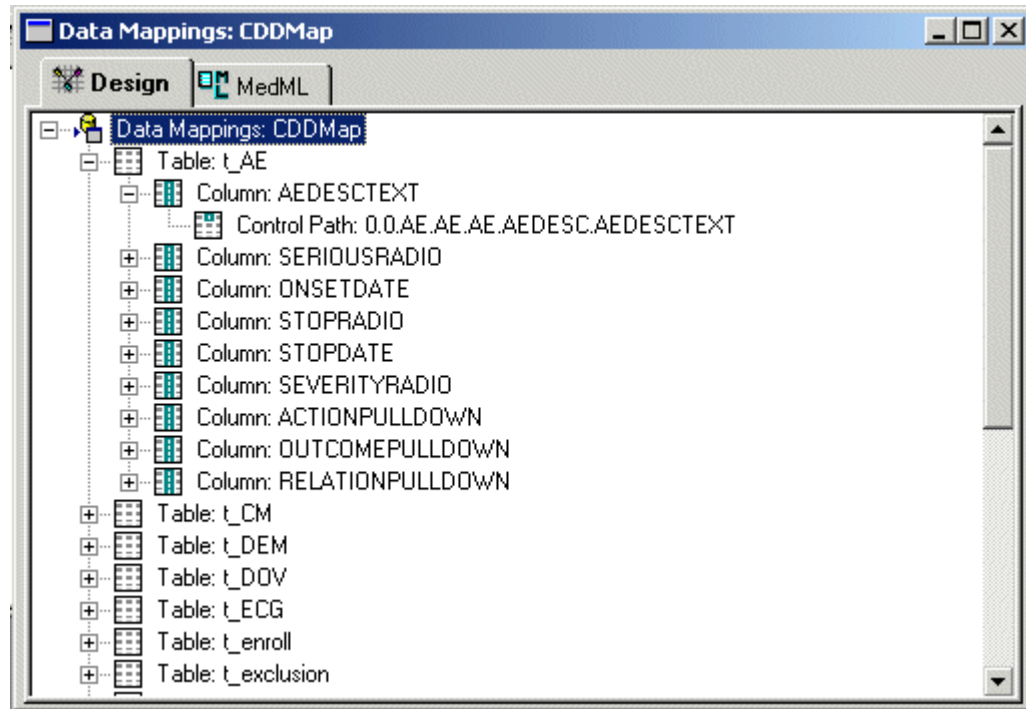 Data Mappings: CDDMap
Design MedML
Data Mappings: CDDMap
Table: t_AE
Column: AEDESCTEXT
Control Path: 0.0.AE.AE.AE.AEDESC.AEDESCTEXT
Column: SERIOUSRADIO
Column: ONSETDATE
Column: STOPRADIO
Column: STOPDATE
Column: SEVERITYRADIO
Column: ACTIONPULLDOWN
Column: OUTCOMEPULLDOWN
Column: RELATIONPULLDOWN
Table: t_CM
Table: t_DEM
Table: t_DOV
Table: t_ECG
Table: t_enroll
Table: t_exclusion